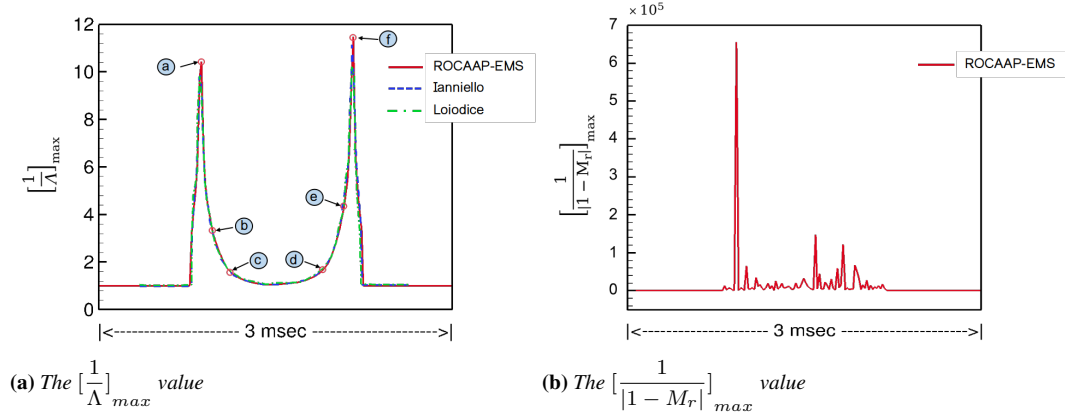 12
10
8
6
4
2
0
[1/Λ]max
a
b
c
d
e
f
ROCAAP-EMS
Ianniello
Loiodice
|<---------------- 3 msec ---------------->|
(a) The [1/Λ]max value
× 10⁵
7
6
5
4
3
2
1
0
[1/|1 − Mr|]max
ROCAAP-EMS
|<---------------- 3 msec ---------------->|
(b) The [1/|1 − Mr|]max value